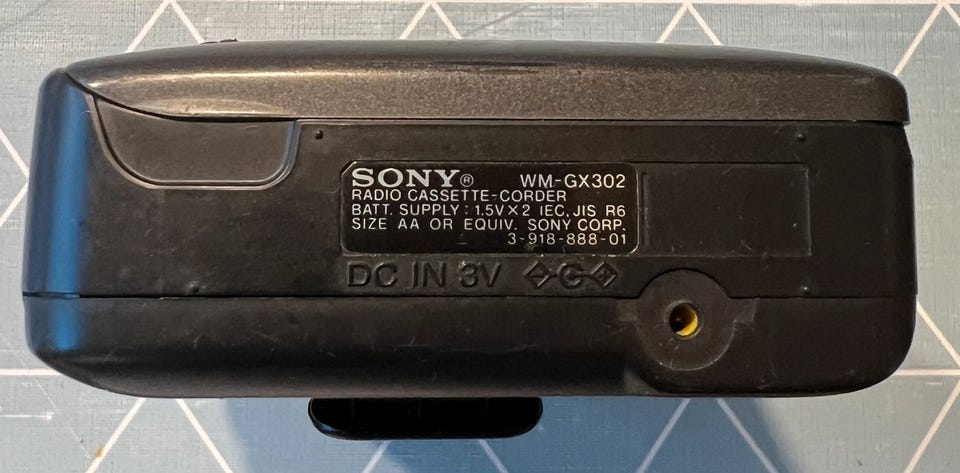 SONY® WM-GX302
RADIO CASSETTE-CORDER
BATT. SUPPLY : 1.5V×2 IEC, JIS R6
SIZE AA OR EQUIV. SONY CORP.
3-918-888-01
DC IN 3V